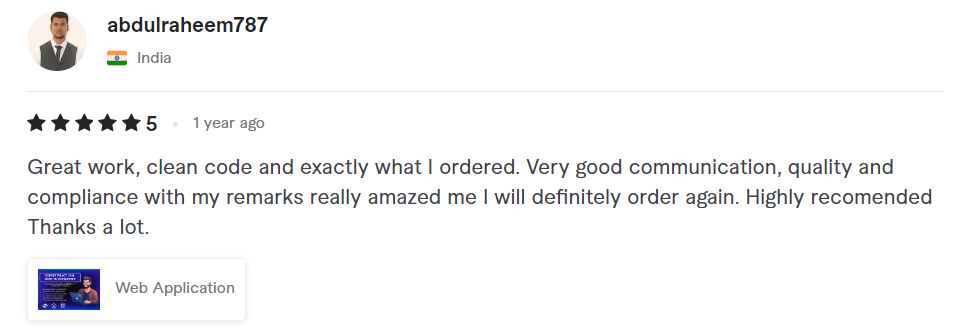 abdulraheem787
India
5
1 year ago
Great work, clean code and exactly what I ordered. Very good communication, quality and
compliance with my remarks really amazed me I will definitely order again. Highly recomended
Thanks a lot.
Web Application